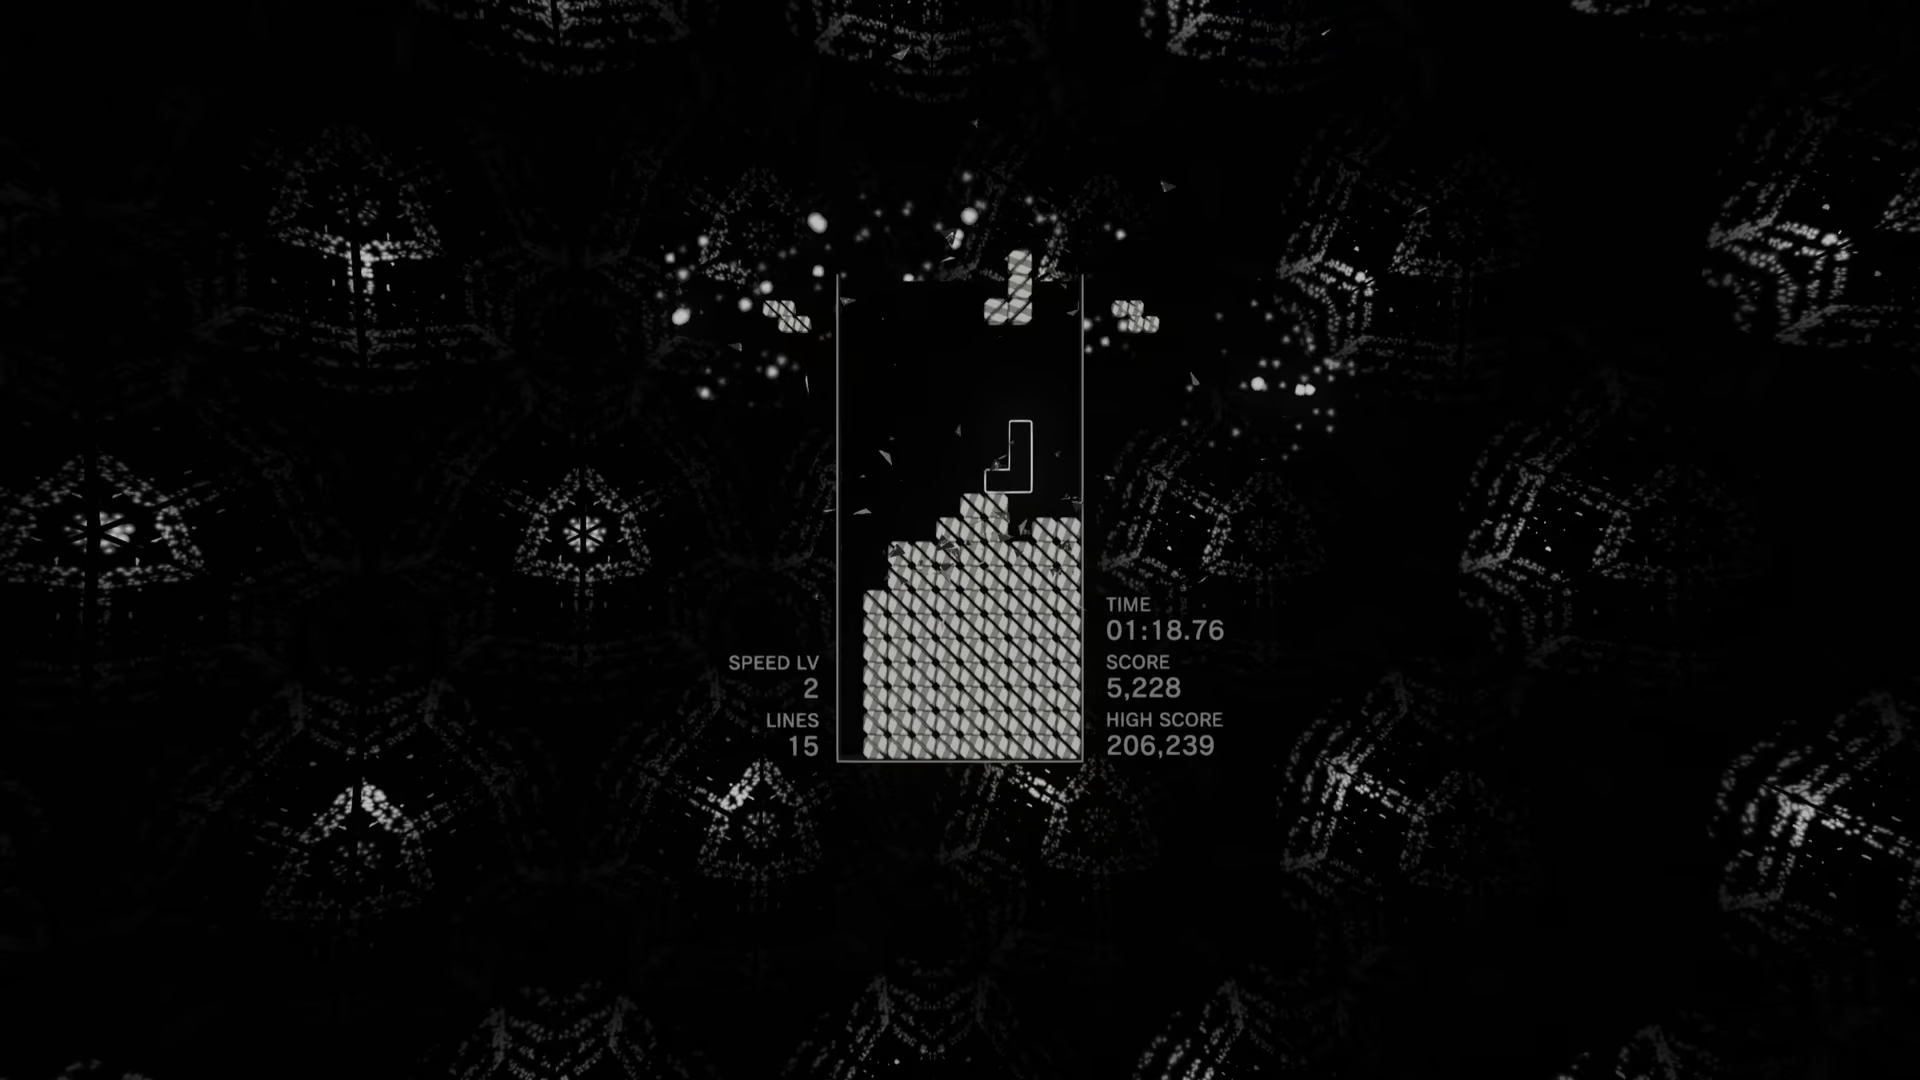 SPEED LV
2
LINES
15
TIME
01:18.76
SCORE
5,228
HIGH SCORE
206,239